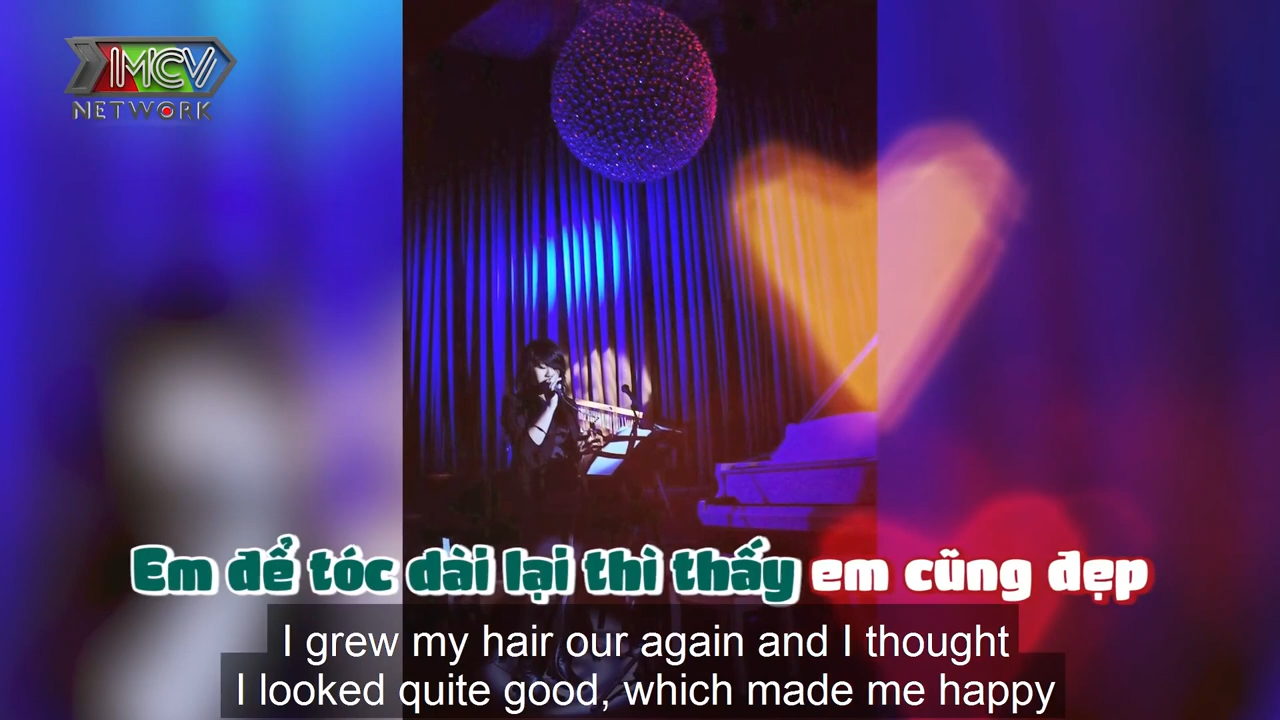 MCV
NETWORK
Em để tóc dài lại thì thấy em cũng đẹp
I grew my hair our again and I thought
I looked quite good, which made me happy